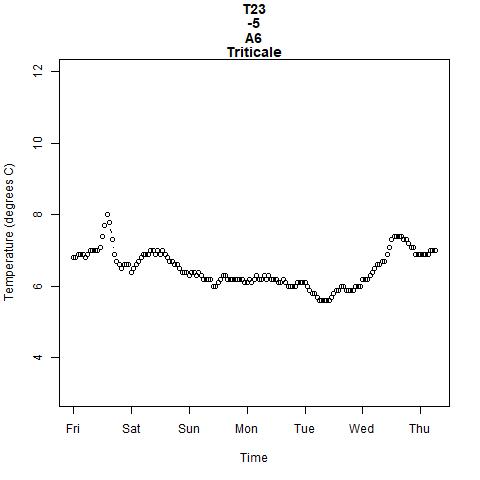 T23
-5
A6
Triticale
Temperature (degrees C)
12
10
8
6
4
Fri Sat Sun Mon Tue Wed Thu
Time